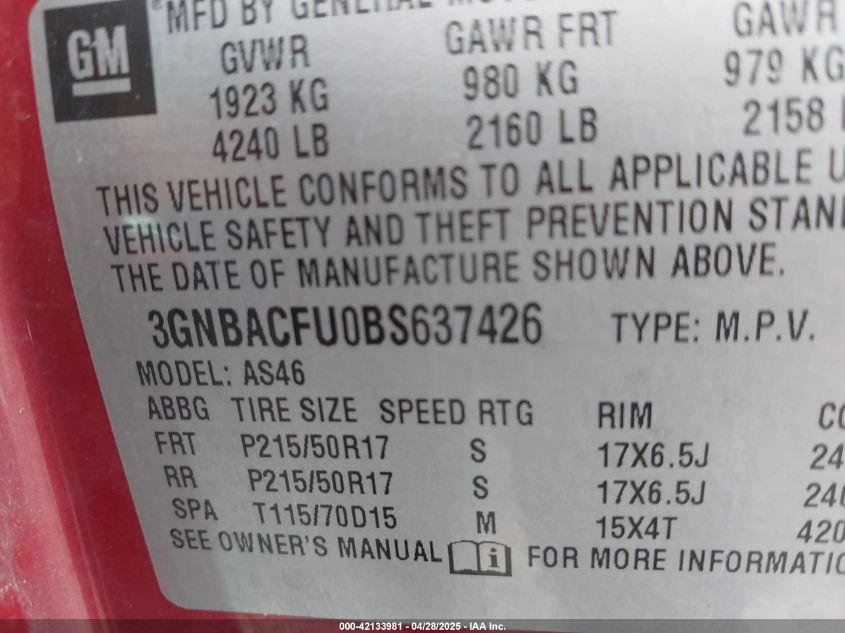 ®MFD BY GENERAL
GM
GVWR GAWR FRT GAWR
1923 KG 980 KG 979 KG
4240 LB 2160 LB 2158
THIS VEHICLE CONFORMS TO ALL APPLICABLE
VEHICLE SAFETY AND THEFT PREVENTION
THE DATE OF MANUFACTURE SHOWN ABOVE.
3GNBACFU0BS637426 TYPE: M.P.V.
MODEL: AS46
ABBG TIRE SIZE SPEED RTG RIM
FRT P215/50R17 S 17X6.5J
RR P215/50R17 S 17X6.5J
SPA T115/70D15 M 15X4T 420
SEE OWNER'S MANUAL FOR MORE
000-42133981 / 04/28/2025 - IAA Inc.